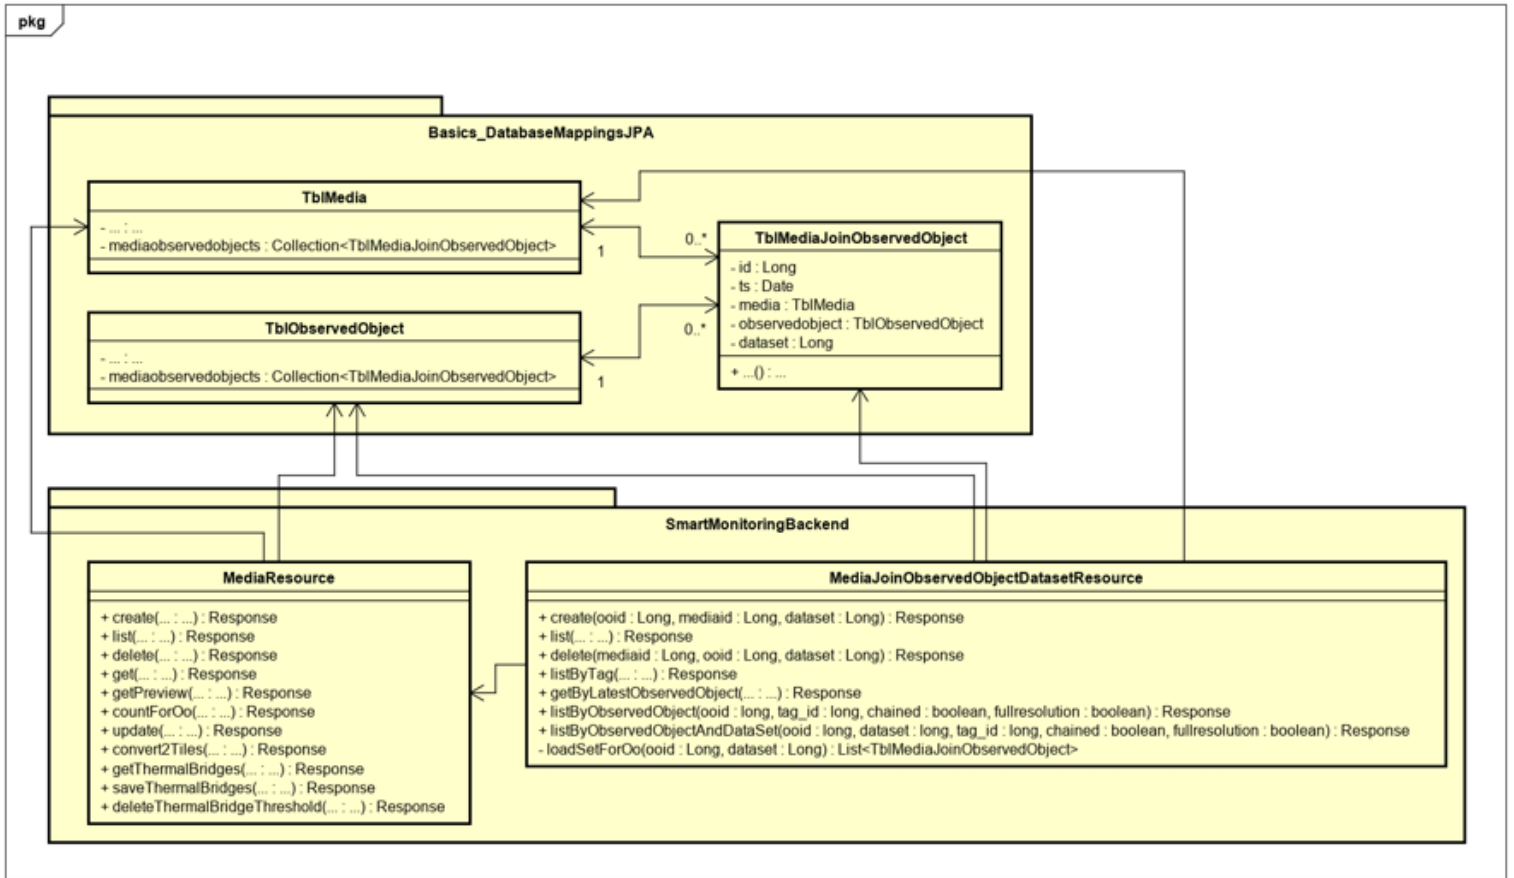 pkg
Basics_DatabaseMappingsJPA
TblMedia
- ... : ...
- mediaobservedobjects : Collection<TblMediaJoinObservedObject>
1
0..*
TblMediaJoinObservedObject
- id : Long
- ts : Date
- media : TblMedia
- observedobject : TblObservedObject
- dataset : Long
+ ...() : ...
TblObservedObject
- ... : ...
- mediaobservedobjects : Collection<TblMediaJoinObservedObject>
0..*
1
SmartMonitoringBackend
MediaResource
+ create(... : ...) : Response
+ list(... : ...) : Response
+ delete(... : ...) : Response
+ get(... : ...) : Response
+ getPreview(... : ...) : Response
+ countForOo(... : ...) : Response
+ update(... : ...) : Response
+ convert2Tiles(... : ...) : Response
+ getThermalBridges(... : ...) : Response
+ saveThermalBridges(... : ...) : Response
+ deleteThermalBridgeThreshold(... : ...) : Response
MediaJoinObservedObjectDatasetResource
+ create(ooid : Long, mediaid : Long, dataset : Long) : Response
+ list(... : ...) : Response
+ delete(mediaid : Long, ooid : Long, dataset : Long) : Response
+ listByTag(... : ...) : Response
+ getByLatestObservedObject(... : ...) : Response
+ listByObservedObject(ooid : long, tag_id : long, chained : boolean, fullresolution : boolean) : Response
+ listByObservedObjectAndDataSet(ooid : long, dataset : long, tag_id : long, chained : boolean, fullresolution : boolean) : Response
- loadSetForOo(ooid : Long, dataset : Long) : List<TblMediaJoinObservedObject>